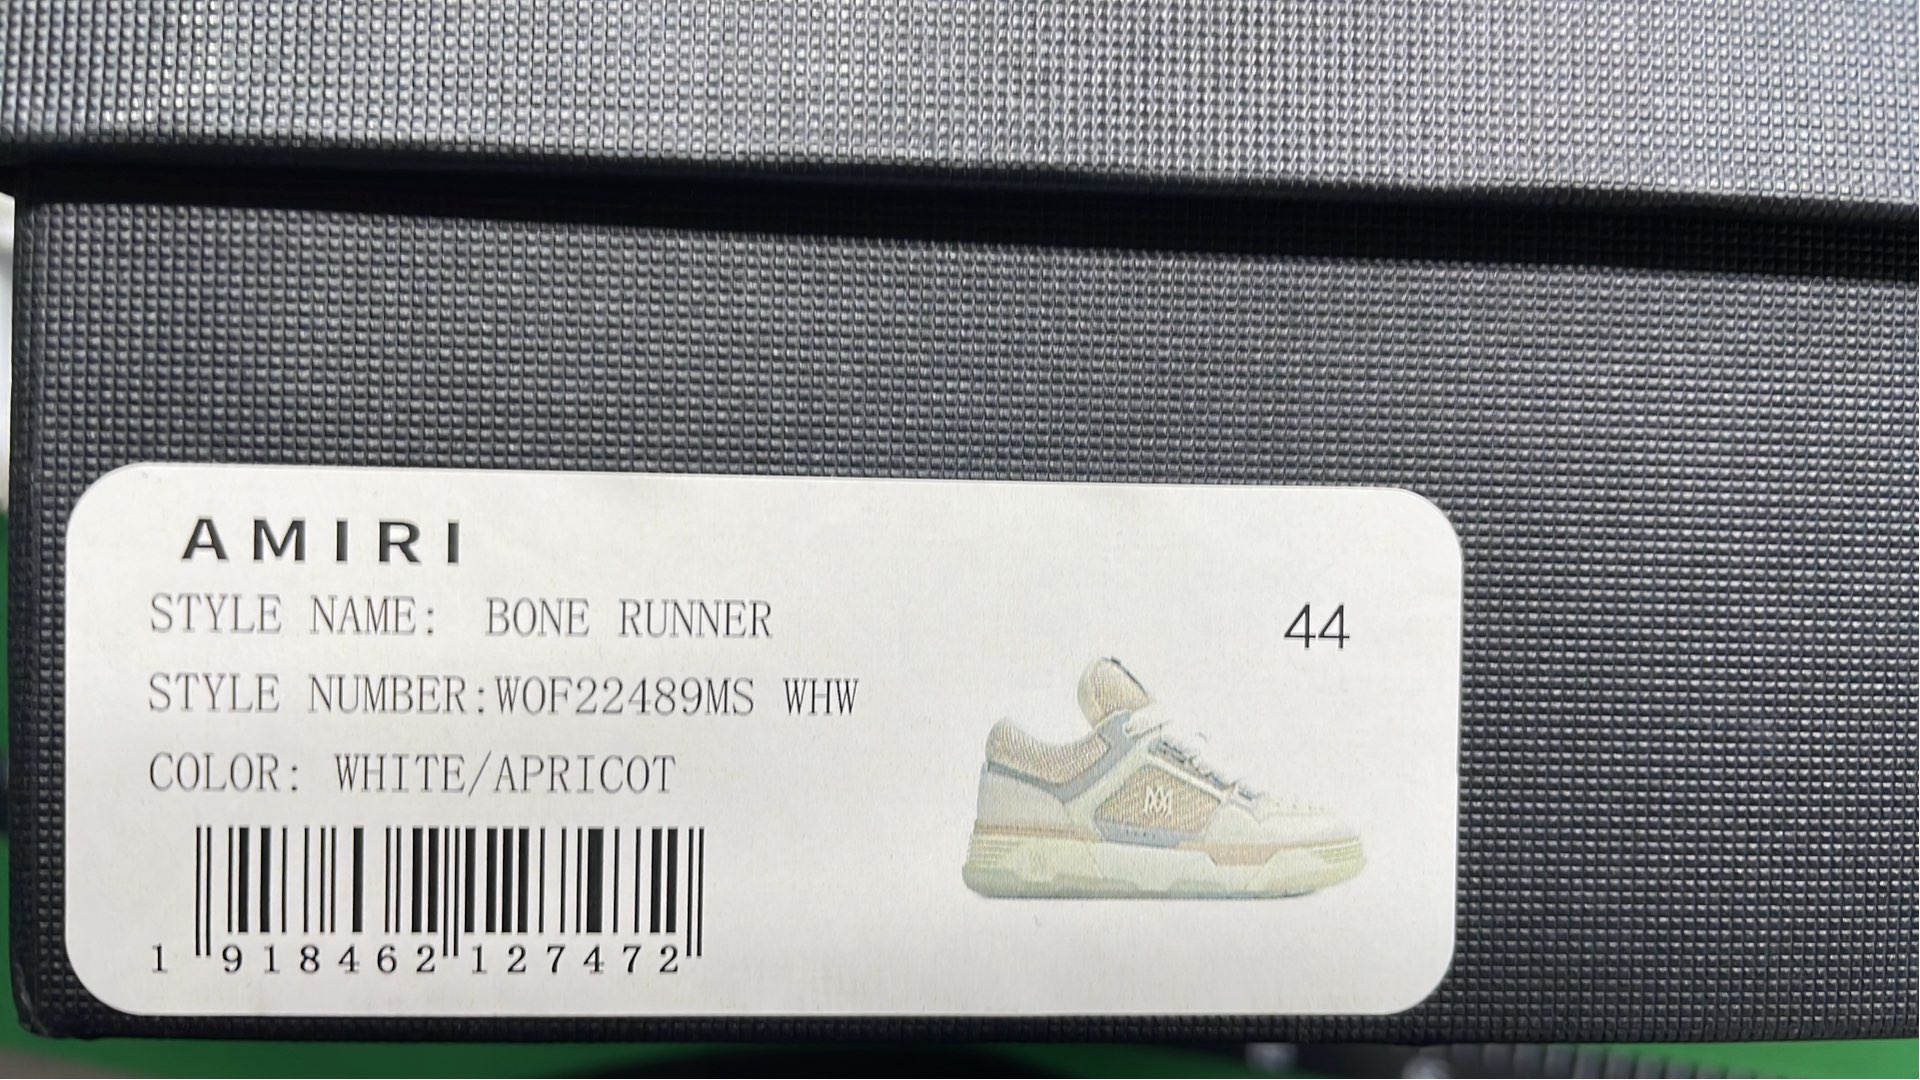 AMIRI
STYLE NAME: BONE RUNNER
44
STYLE NUMBER:WOF22489MS WHW
COLOR: WHITE/APRICOT
1 918462 127472